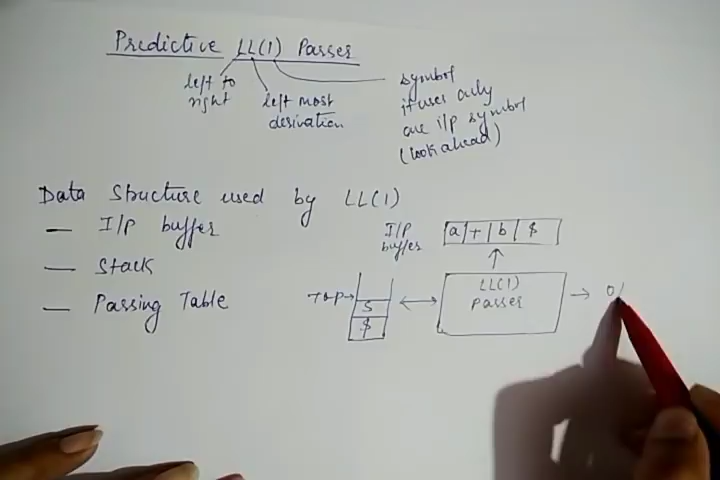 Predictive LL(1) Parser
left to
right
left most
derivation
symbol
it uses only
one i/p symbol
(look ahead)
Data Structure used by LL(1)
— I/P buffer
— Stack
— Passing Table
I/P
buffer
a + b $
TOP→
S
$
LL(1)
Parser
→ O/